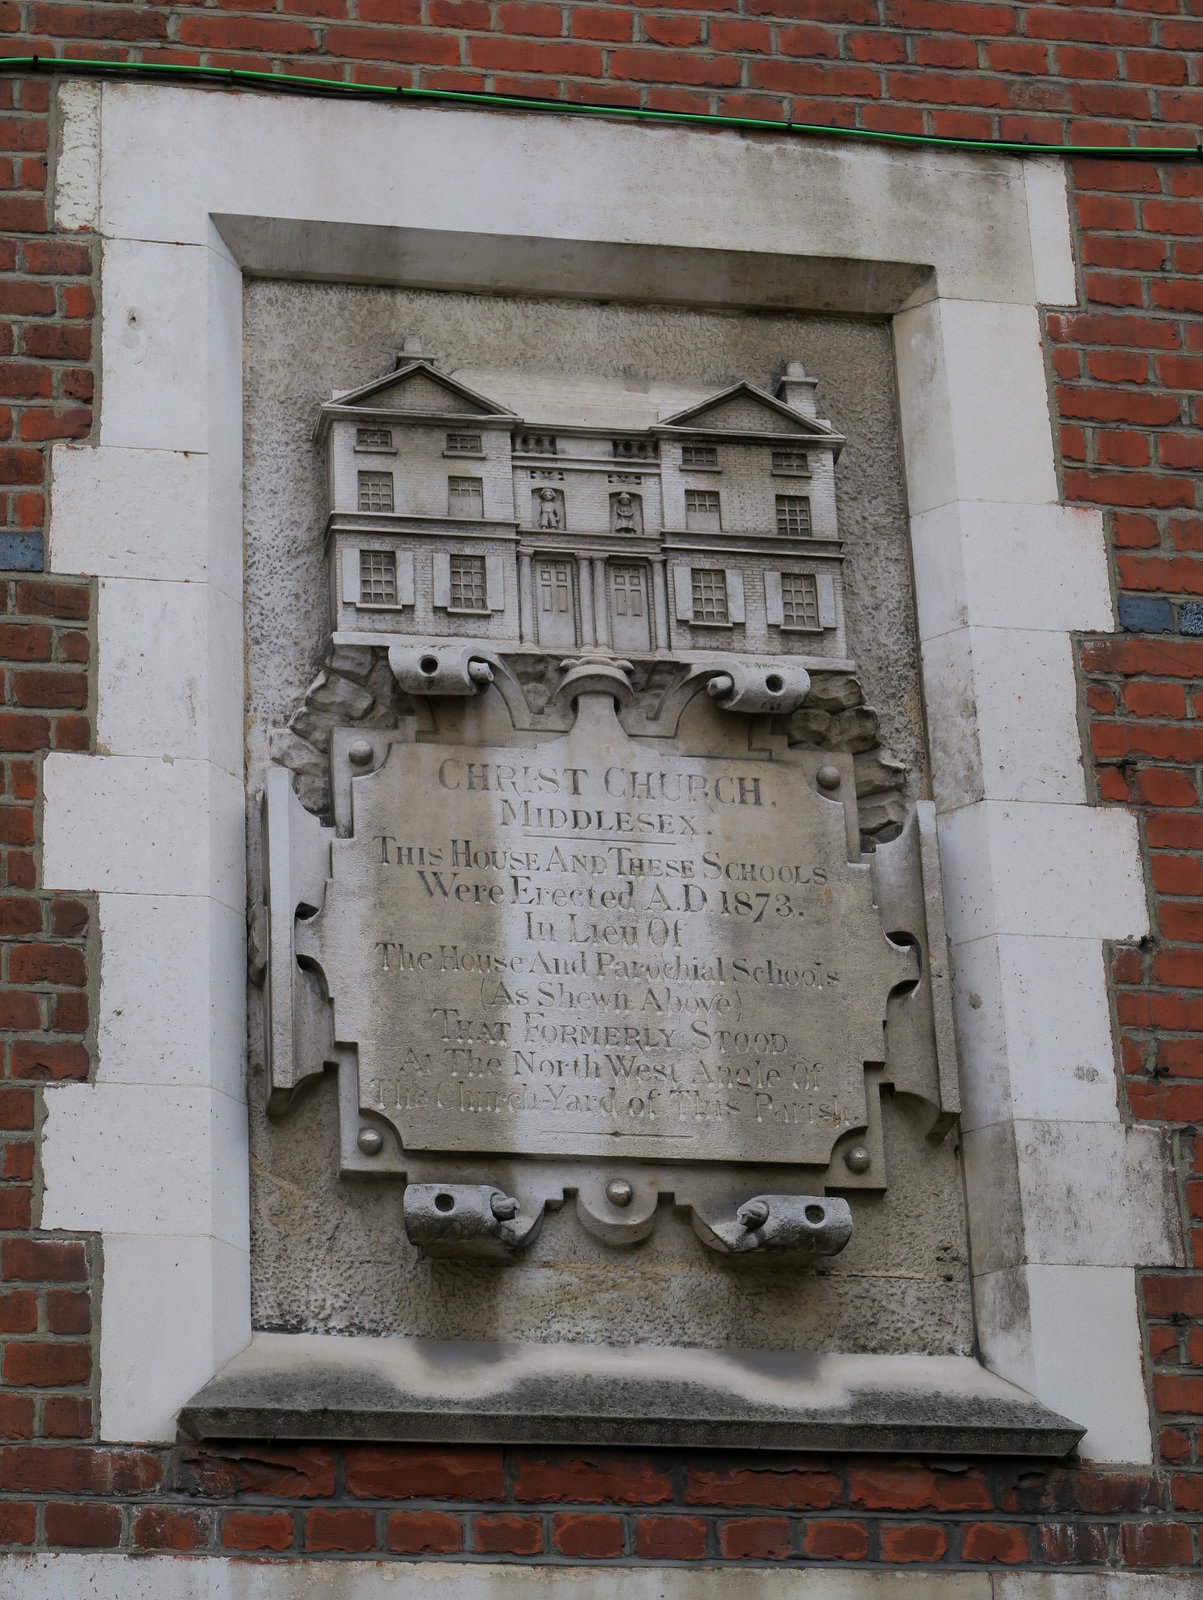 CHRIST CHURCH,
MIDDLESEX.
THIS HOUSE AND THESE SCHOOLS
Were Erected A.D. 1873.
In Lieu Of
The House And Parochial Schools
(As Shewn Above)
THAT FORMERLY STOOD
At The North West Angle Of
The Church-Yard of This Parish.